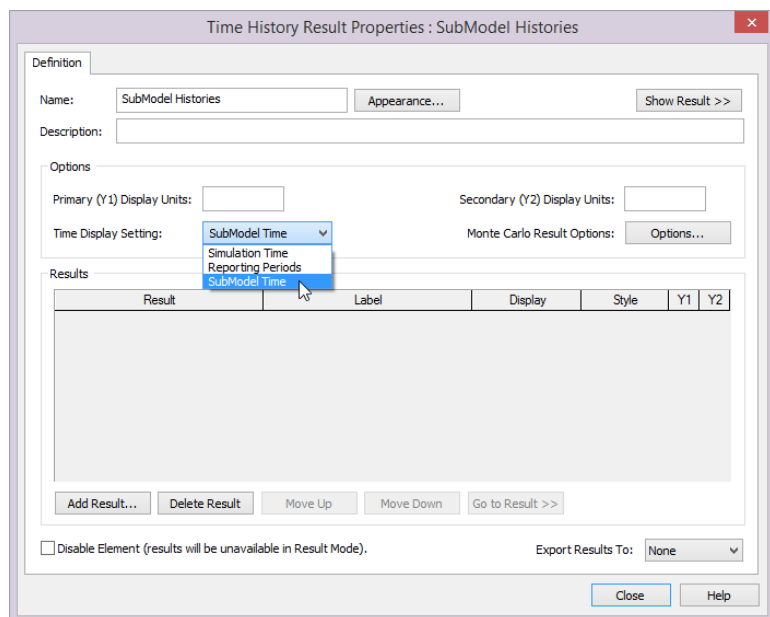 Time History Result Properties : SubModel Histories
Definition
Name: SubModel Histories Appearance... Show Result >>
Description:
Options
Primary (Y1) Display Units: Secondary (Y2) Display Units:
Time Display Setting: SubModel Time Monte Carlo Result Options: Options...
Simulation Time
Reporting Periods
SubModel Time
Results
Result Label Display Style Y1 Y2
Add Result... Delete Result Move Up Move Down Go to Result >>
Disable Element (results will be unavailable in Result Mode). Export Results To: None
Close Help